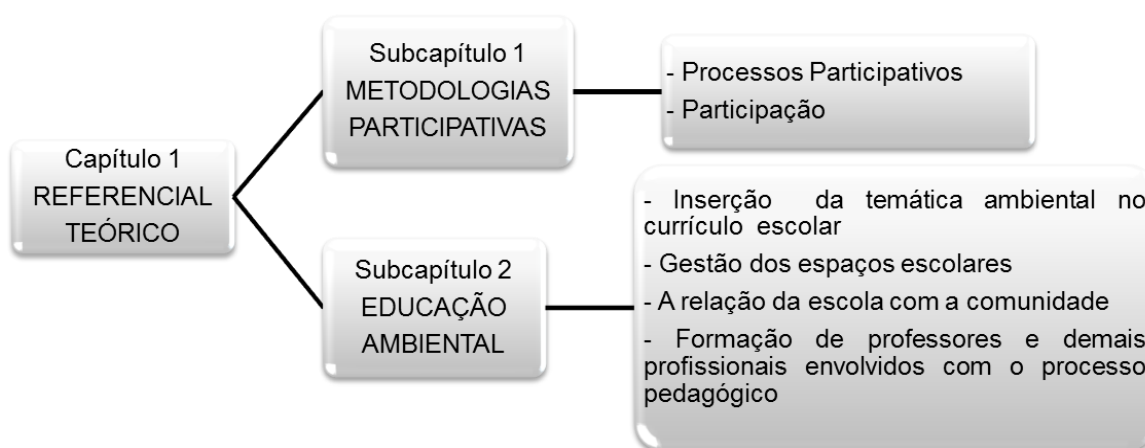 Capítulo 1
REFERENCIAL
TEÓRICO
Subcapítulo 1
METODOLOGIAS
PARTICIPATIVAS
- Processos Participativos
- Participação
Subcapítulo 2
EDUCAÇÃO
AMBIENTAL
- Inserção da temática ambiental no
currículo escolar
- Gestão dos espaços escolares
- A relação da escola com a comunidade
- Formação de professores e demais
profissionais envolvidos com o processo
pedagógico